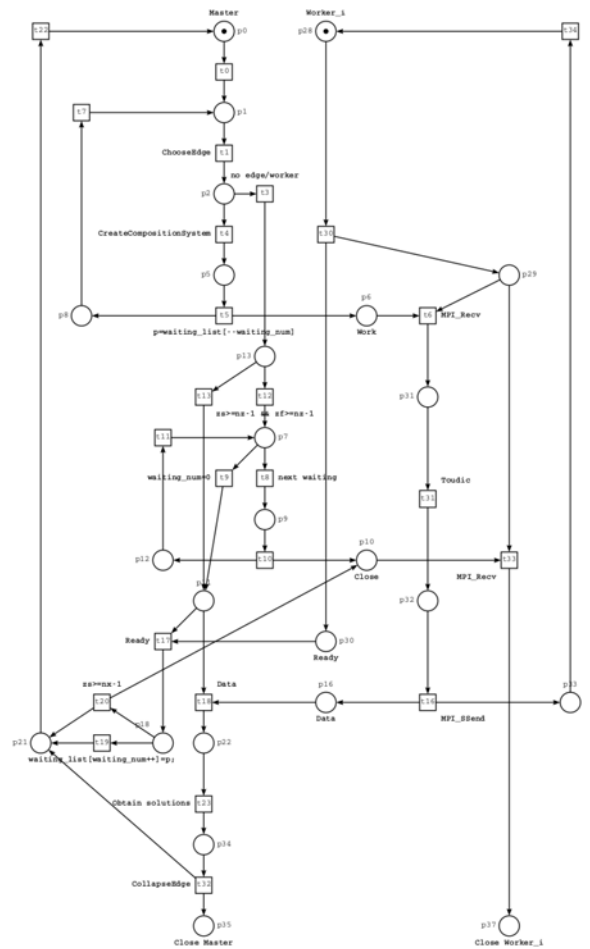 Master
Worker_i
t22
p0
p28
t34
t0
t7
p1
ChooseEdge
t1
no edge/worker
p2
t3
CreateCompositionSystem
t4
t30
p5
p29
p6
p8
t5
t6
MPI_Recv
Work
p=waiting_list[--waiting_num]
p13
t13
t12
p31
zs>=nx-1 && zf>=nx-1
t11
p7
waiting_num=0
t9
t8
next waiting
Toudic
t31
p9
p10
p12
t10
t33
Close
MPI_Recv
p32
Ready
t17
p30
Ready
zs>=nx-1
Data
p16
p33
t20
t18
t16
Data
MPI_SSend
p18
p21
t19
p22
waiting_list[waiting_num++]=p;
Obtain solutions
t23
p34
CollapseEdge
t32
p35
p37
Close Master
Close Worker_i